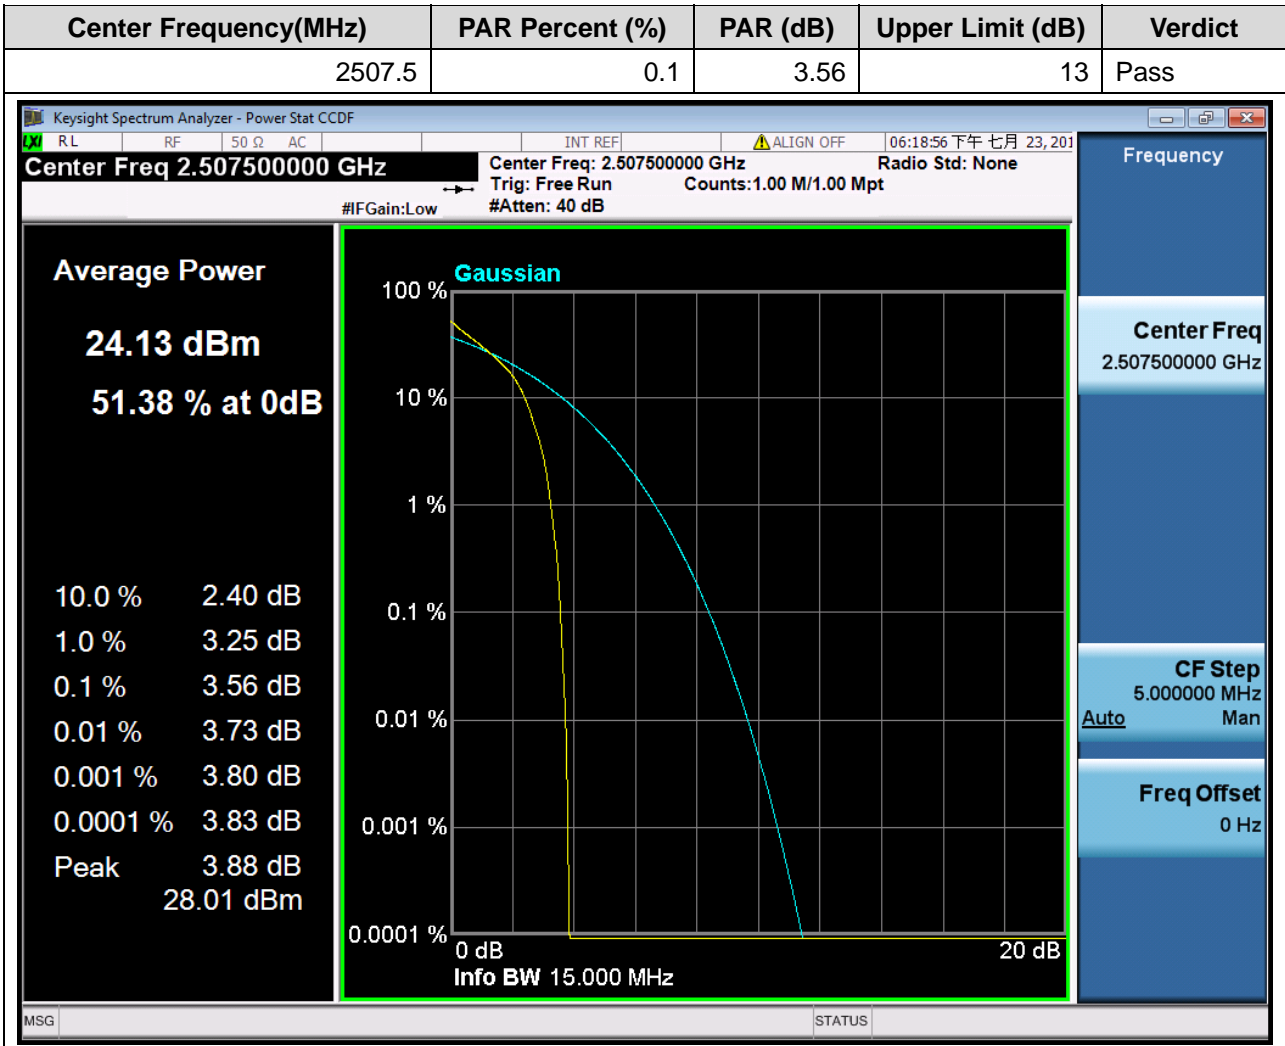 Center Frequency(MHz) PAR Percent (%) PAR (dB) Upper Limit (dB) Verdict
2507.5 0.1 3.56 13 Pass
Keysight Spectrum Analyzer - Power Stat CCDF
LXI RL RF 50 Ω AC INT REF ALIGN OFF 06:18:56 下午 七月 23, 201
Center Freq 2.507500000 GHz
Center Freq: 2.507500000 GHz Radio Std: None
Trig: Free Run Counts:1.00 M/1.00 Mpt
#IFGain:Low #Atten: 40 dB
Frequency
Average Power
24.13 dBm
51.38 % at 0dB
10.0 % 2.40 dB
1.0 % 3.25 dB
0.1 % 3.56 dB
0.01 % 3.73 dB
0.001 % 3.80 dB
0.0001 % 3.83 dB
Peak 3.88 dB
28.01 dBm
Gaussian
100 %
10 %
1 %
0.1 %
0.01 %
0.001 %
0.0001 %
0 dB 20 dB
Info BW 15.000 MHz
Center Freq
2.507500000 GHz
CF Step
5.000000 MHz
Auto Man
Freq Offset
0 Hz
MSG STATUS